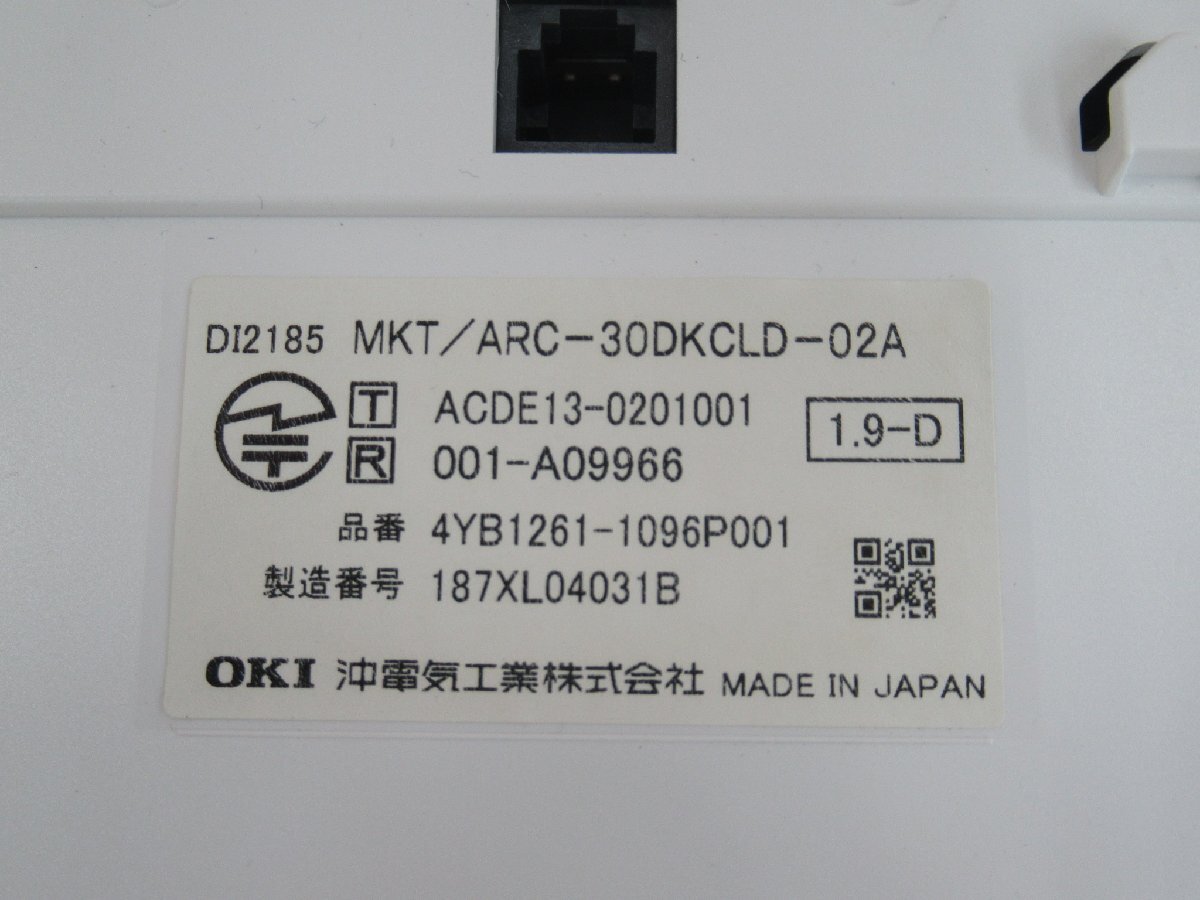 DI2185 MKT/ARC-30DKCLD-02A
T ACDE13-0201001
R 001-A09966
1.9-D
品番 4YB1261-1096P001
製造番号 187XL04031B
OKI 沖電気工業株式会社 MADE IN JAPAN